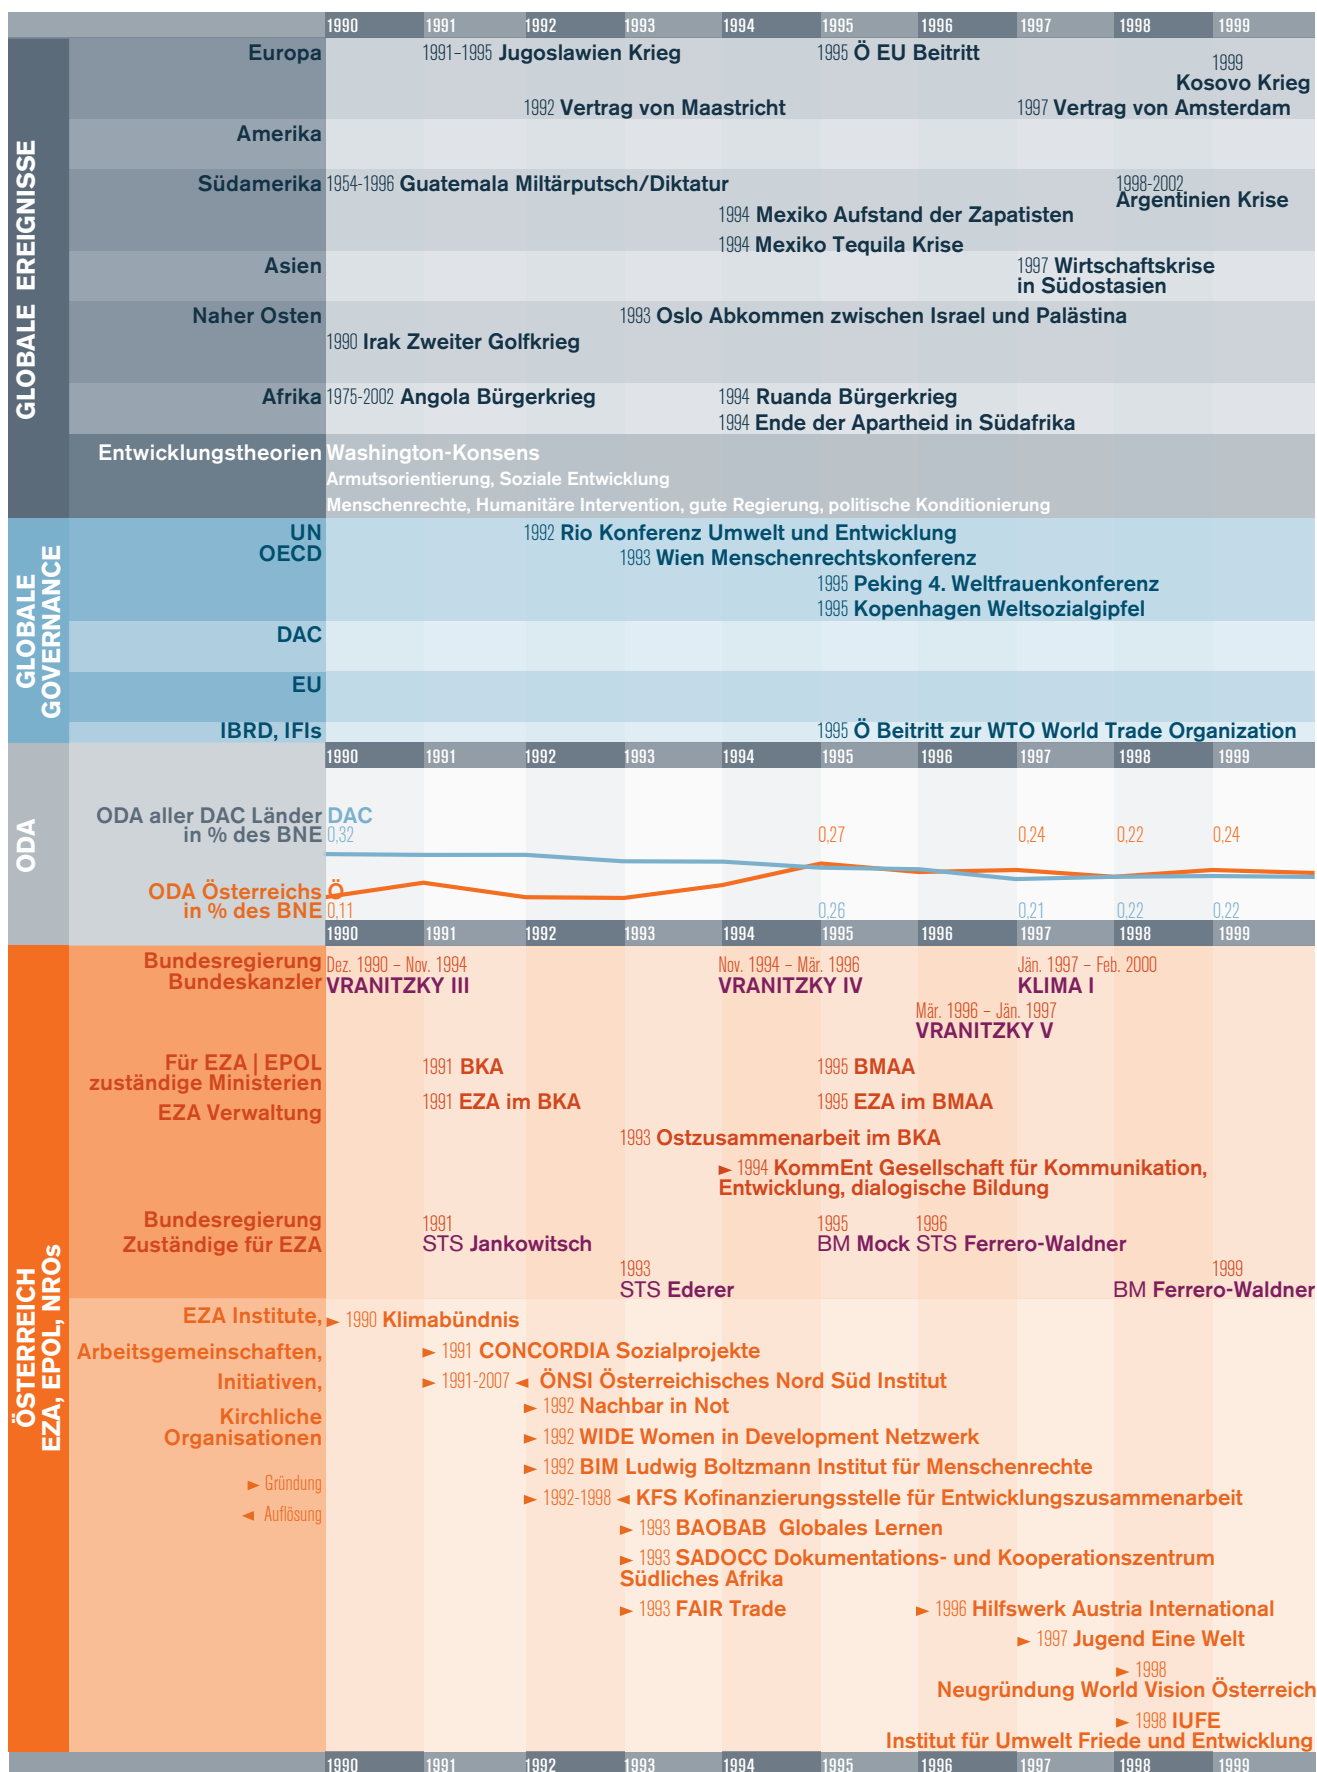 1990 1991 1992 1993 1994 1995 1996 1997 1998 1999
GLOBALE EREIGNISSE
Europa
1991–1995 Jugoslawien Krieg
1995 Ö EU Beitritt
1999
Kosovo Krieg
1992 Vertrag von Maastricht
1997 Vertrag von Amsterdam
Amerika
Südamerika
1954-1996 Guatemala Miltärputsch/Diktatur
1998-2002
Argentinien Krise
1994 Mexiko Aufstand der Zapatisten
1994 Mexiko Tequila Krise
Asien
1997 Wirtschaftskrise
in Südostasien
Naher Osten
1993 Oslo Abkommen zwischen Israel und Palästina
1990 Irak Zweiter Golfkrieg
Afrika
1975-2002 Angola Bürgerkrieg
1994 Ruanda Bürgerkrieg
1994 Ende der Apartheid in Südafrika
Entwicklungstheorien
Washington-Konsens
Armutsorientierung, Soziale Entwicklung
Menschenrechte, Humanitäre Intervention, gute Regierung, politische Konditionierung
GLOBALE
GOVERNANCE
UN
OECD
1992 Rio Konferenz Umwelt und Entwicklung
1993 Wien Menschenrechtskonferenz
1995 Peking 4. Weltfrauenkonferenz
1995 Kopenhagen Weltsozialgipfel
DAC
EU
IBRD, IFIs
1995 Ö Beitritt zur WTO World Trade Organization
1990 1991 1992 1993 1994 1995 1996 1997 1998 1999
ODA
ODA aller DAC Länder DAC
in % des BNE 0,32
0,27 0,24 0,22 0,24
ODA Österreichs Ö
in % des BNE 0,11
0,26 0,21 0,22 0,22
1990 1991 1992 1993 1994 1995 1996 1997 1998 1999
ÖSTERREICH
EZA, EPOL, NROs
Bundesregierung
Bundeskanzler
Dez. 1990 – Nov. 1994
VRANITZKY III
Nov. 1994 – Mär. 1996
VRANITZKY IV
Jän. 1997 – Feb. 2000
KLIMA I
Mär. 1996 – Jän. 1997
VRANITZKY V
Für EZA | EPOL
zuständige Ministerien
1991 BKA
1995 BMAA
EZA Verwaltung
1991 EZA im BKA
1995 EZA im BMAA
1993 Ostzusammenarbeit im BKA
► 1994 KommEnt Gesellschaft für Kommunikation,
Entwicklung, dialogische Bildung
Bundesregierung
Zuständige für EZA
1991
STS Jankowitsch
1995
BM Mock
1996
STS Ferrero-Waldner
1993
STS Ederer
1999
BM Ferrero-Waldner
EZA Institute,
Arbeitsgemeinschaften,
Initiativen,
Kirchliche
Organisationen
► Gründung
◄ Auflösung
► 1990 Klimabündnis
► 1991 CONCORDIA Sozialprojekte
► 1991-2007 ◄ ÖNSI Österreichisches Nord Süd Institut
► 1992 Nachbar in Not
► 1992 WIDE Women in Development Netzwerk
► 1992 BIM Ludwig Boltzmann Institut für Menschenrechte
► 1992-1998 ◄ KFS Kofinanzierungsstelle für Entwicklungszusammenarbeit
► 1993 BAOBAB Globales Lernen
► 1993 SADOCC Dokumentations- und Kooperationszentrum
Südliches Afrika
► 1993 FAIR Trade
► 1996 Hilfswerk Austria International
► 1997 Jugend Eine Welt
► 1998
Neugründung World Vision Österreich
► 1998 IUFE
Institut für Umwelt Friede und Entwicklung
1990 1991 1992 1993 1994 1995 1996 1997 1998 1999